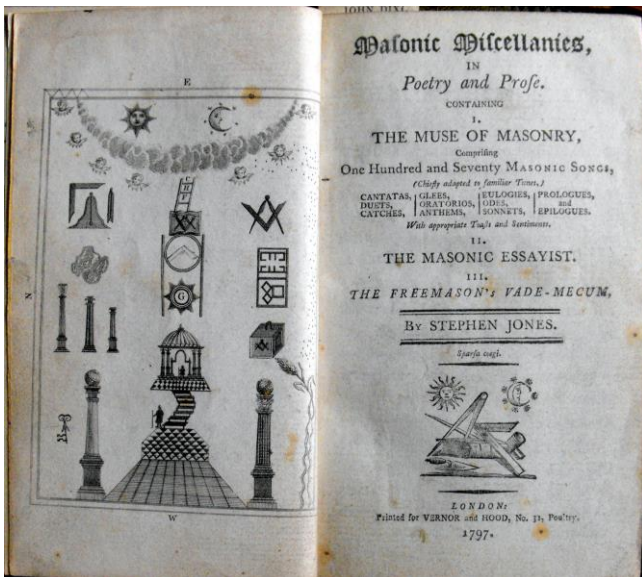 E
N
W
G
JOHN DIXI
Maſonic Miſcellanies,
IN
Poetry and Proſe.
CONTAINING
I.
THE MUSE OF MASONRY,
Compriſing
One Hundred and Seventy MASONIC SONGS,
(Chiefly adapted to familiar Tunes,)
CANTATAS, GLEES, EULOGIES, PROLOGUES,
DUETS, ORATORIOS, ODES, and
CATCHES, ANTHEMS, SONNETS, EPILOGUES.
With appropriate Toaſts and Sentiments.
II.
THE MASONIC ESSAYIST.
III.
THE FREEMASON's VADE-MECUM,
BY STEPHEN JONES.
Sparſa coegi.
LONDON:
Printed for VERNOR and HOOD, No. 31, Poultry.
1797.